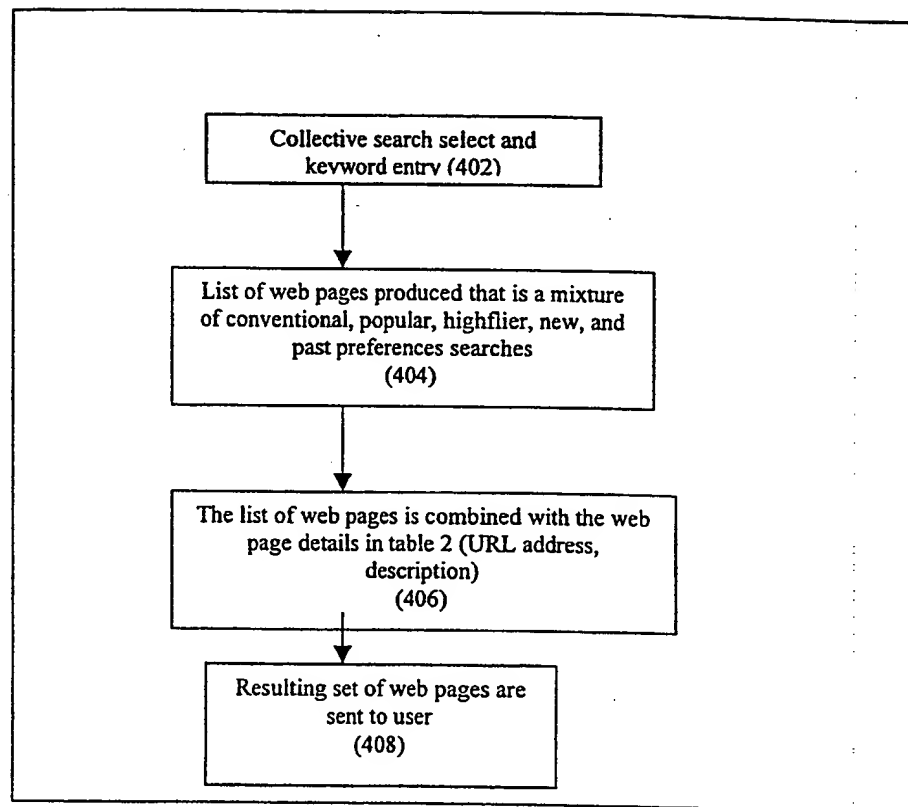 Collective search select and
keyword entry (402)
List of web pages produced that is a mixture
of conventional, popular, highflier, new, and
past preferences searches
(404)
The list of web pages is combined with the web
page details in table 2 (URL address,
description)
(406)
Resulting set of web pages are
sent to user
(408)